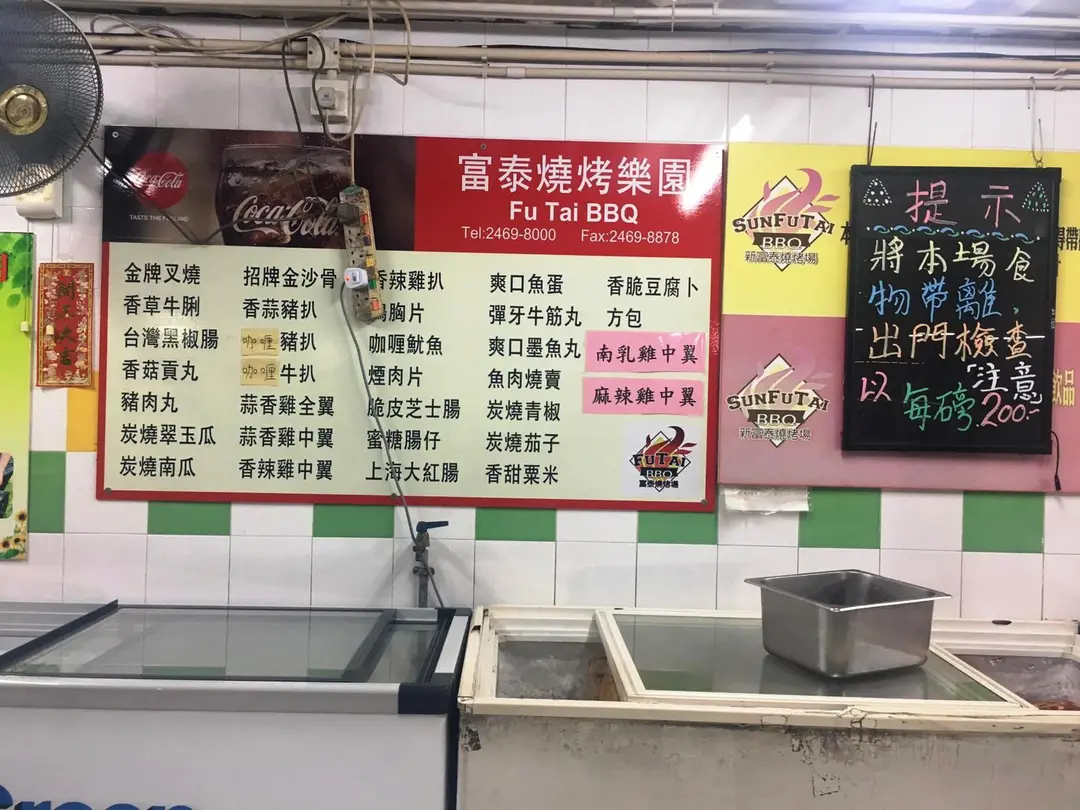 Coca-Cola
TASTE THE FEELING
Coca-Cola
富泰燒烤樂園
Fu Tai BBQ
Tel:2469-8000 Fax:2469-8878
金牌叉燒
香草牛脷
台灣黑椒腸
香菇貢丸
豬肉丸
炭燒翠玉瓜
炭燒南瓜
招牌金沙骨
香蒜豬扒
咖喱豬扒
咖喱牛扒
蒜香雞全翼
蒜香雞中翼
香辣雞中翼
香辣雞扒
胸片
咖喱魷魚
煙肉片
脆皮芝士腸
蜜糖腸仔
上海大紅腸
爽口魚蛋
彈牙牛筋丸
爽口墨魚丸
魚肉燒賣
炭燒青椒
炭燒茄子
香甜粟米
香脆豆腐卜
方包
南乳雞中翼
麻辣雞中翼
FUTAI
BBQ
富泰燒烤場
SUNFUTAI
BBQ
新富泰燒烤場
SUNFUTAI
BBQ
新富泰燒烤場
飲品
提示
將本場食
物帶離,
出門檢查
「注意
以每磅200.-